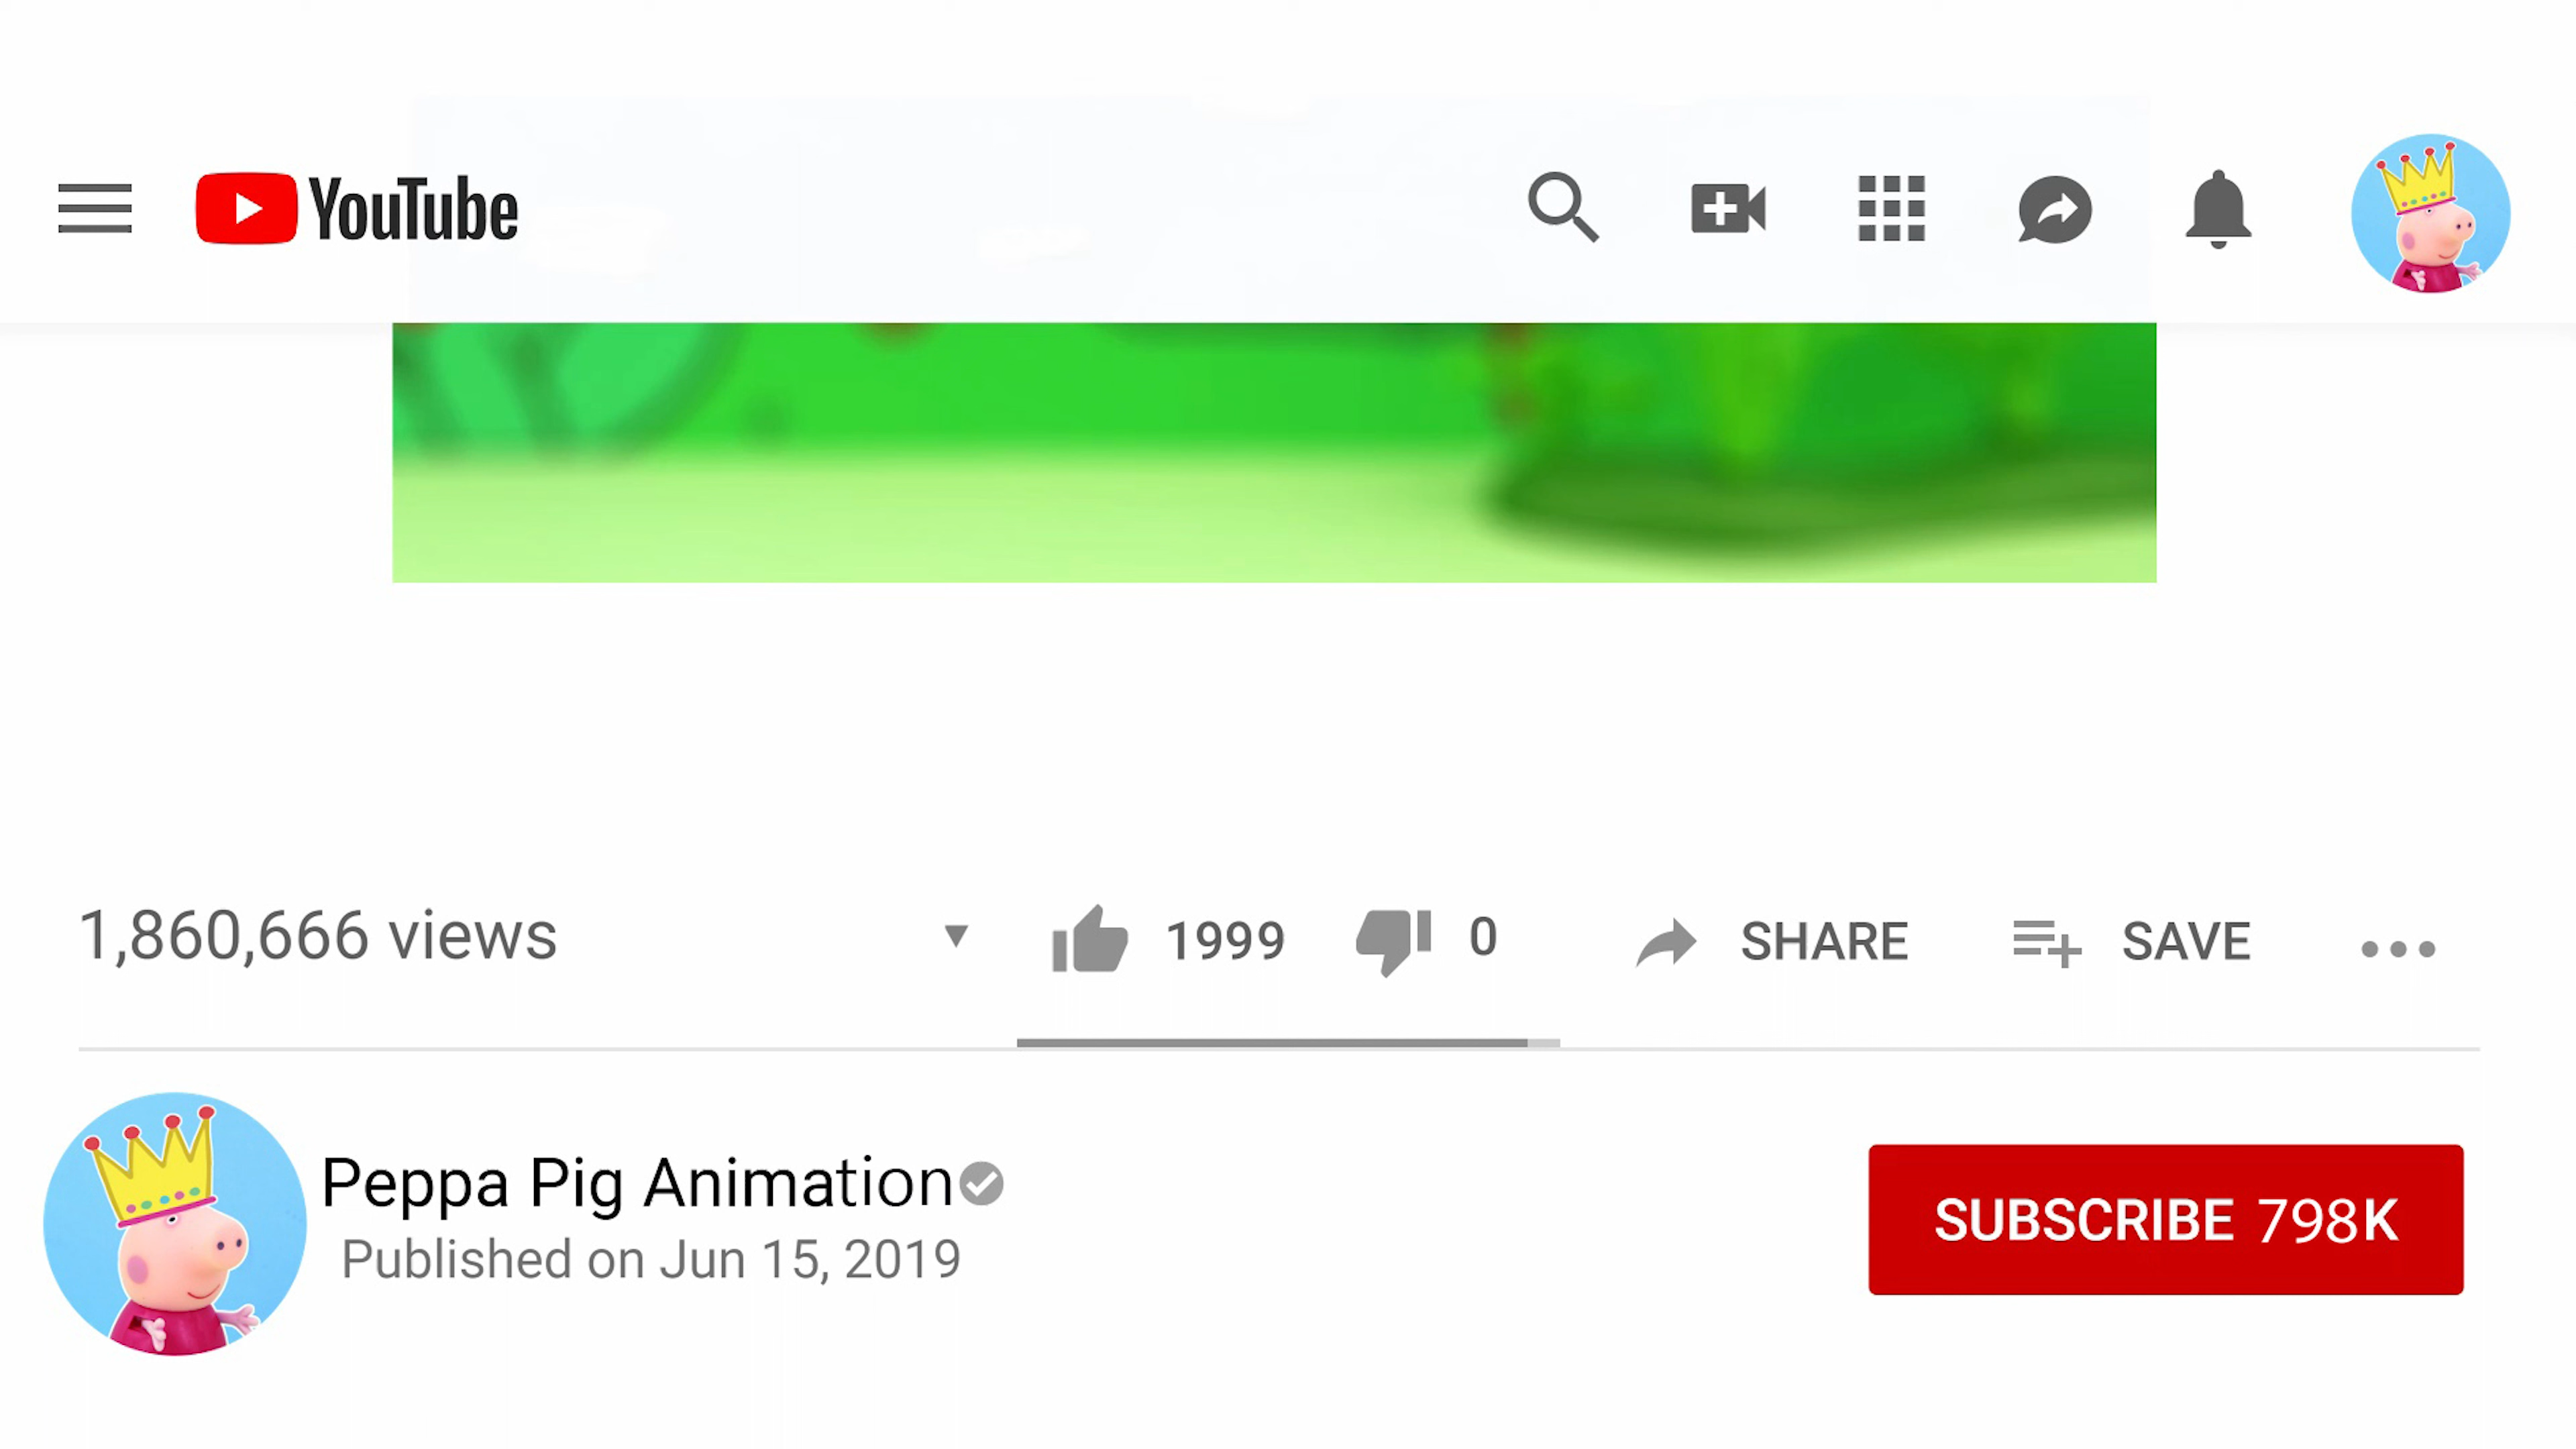 YouTube
1,860,666 views
1999
0
SHARE
SAVE
Peppa Pig Animation
Published on Jun 15, 2019
SUBSCRIBE 798K